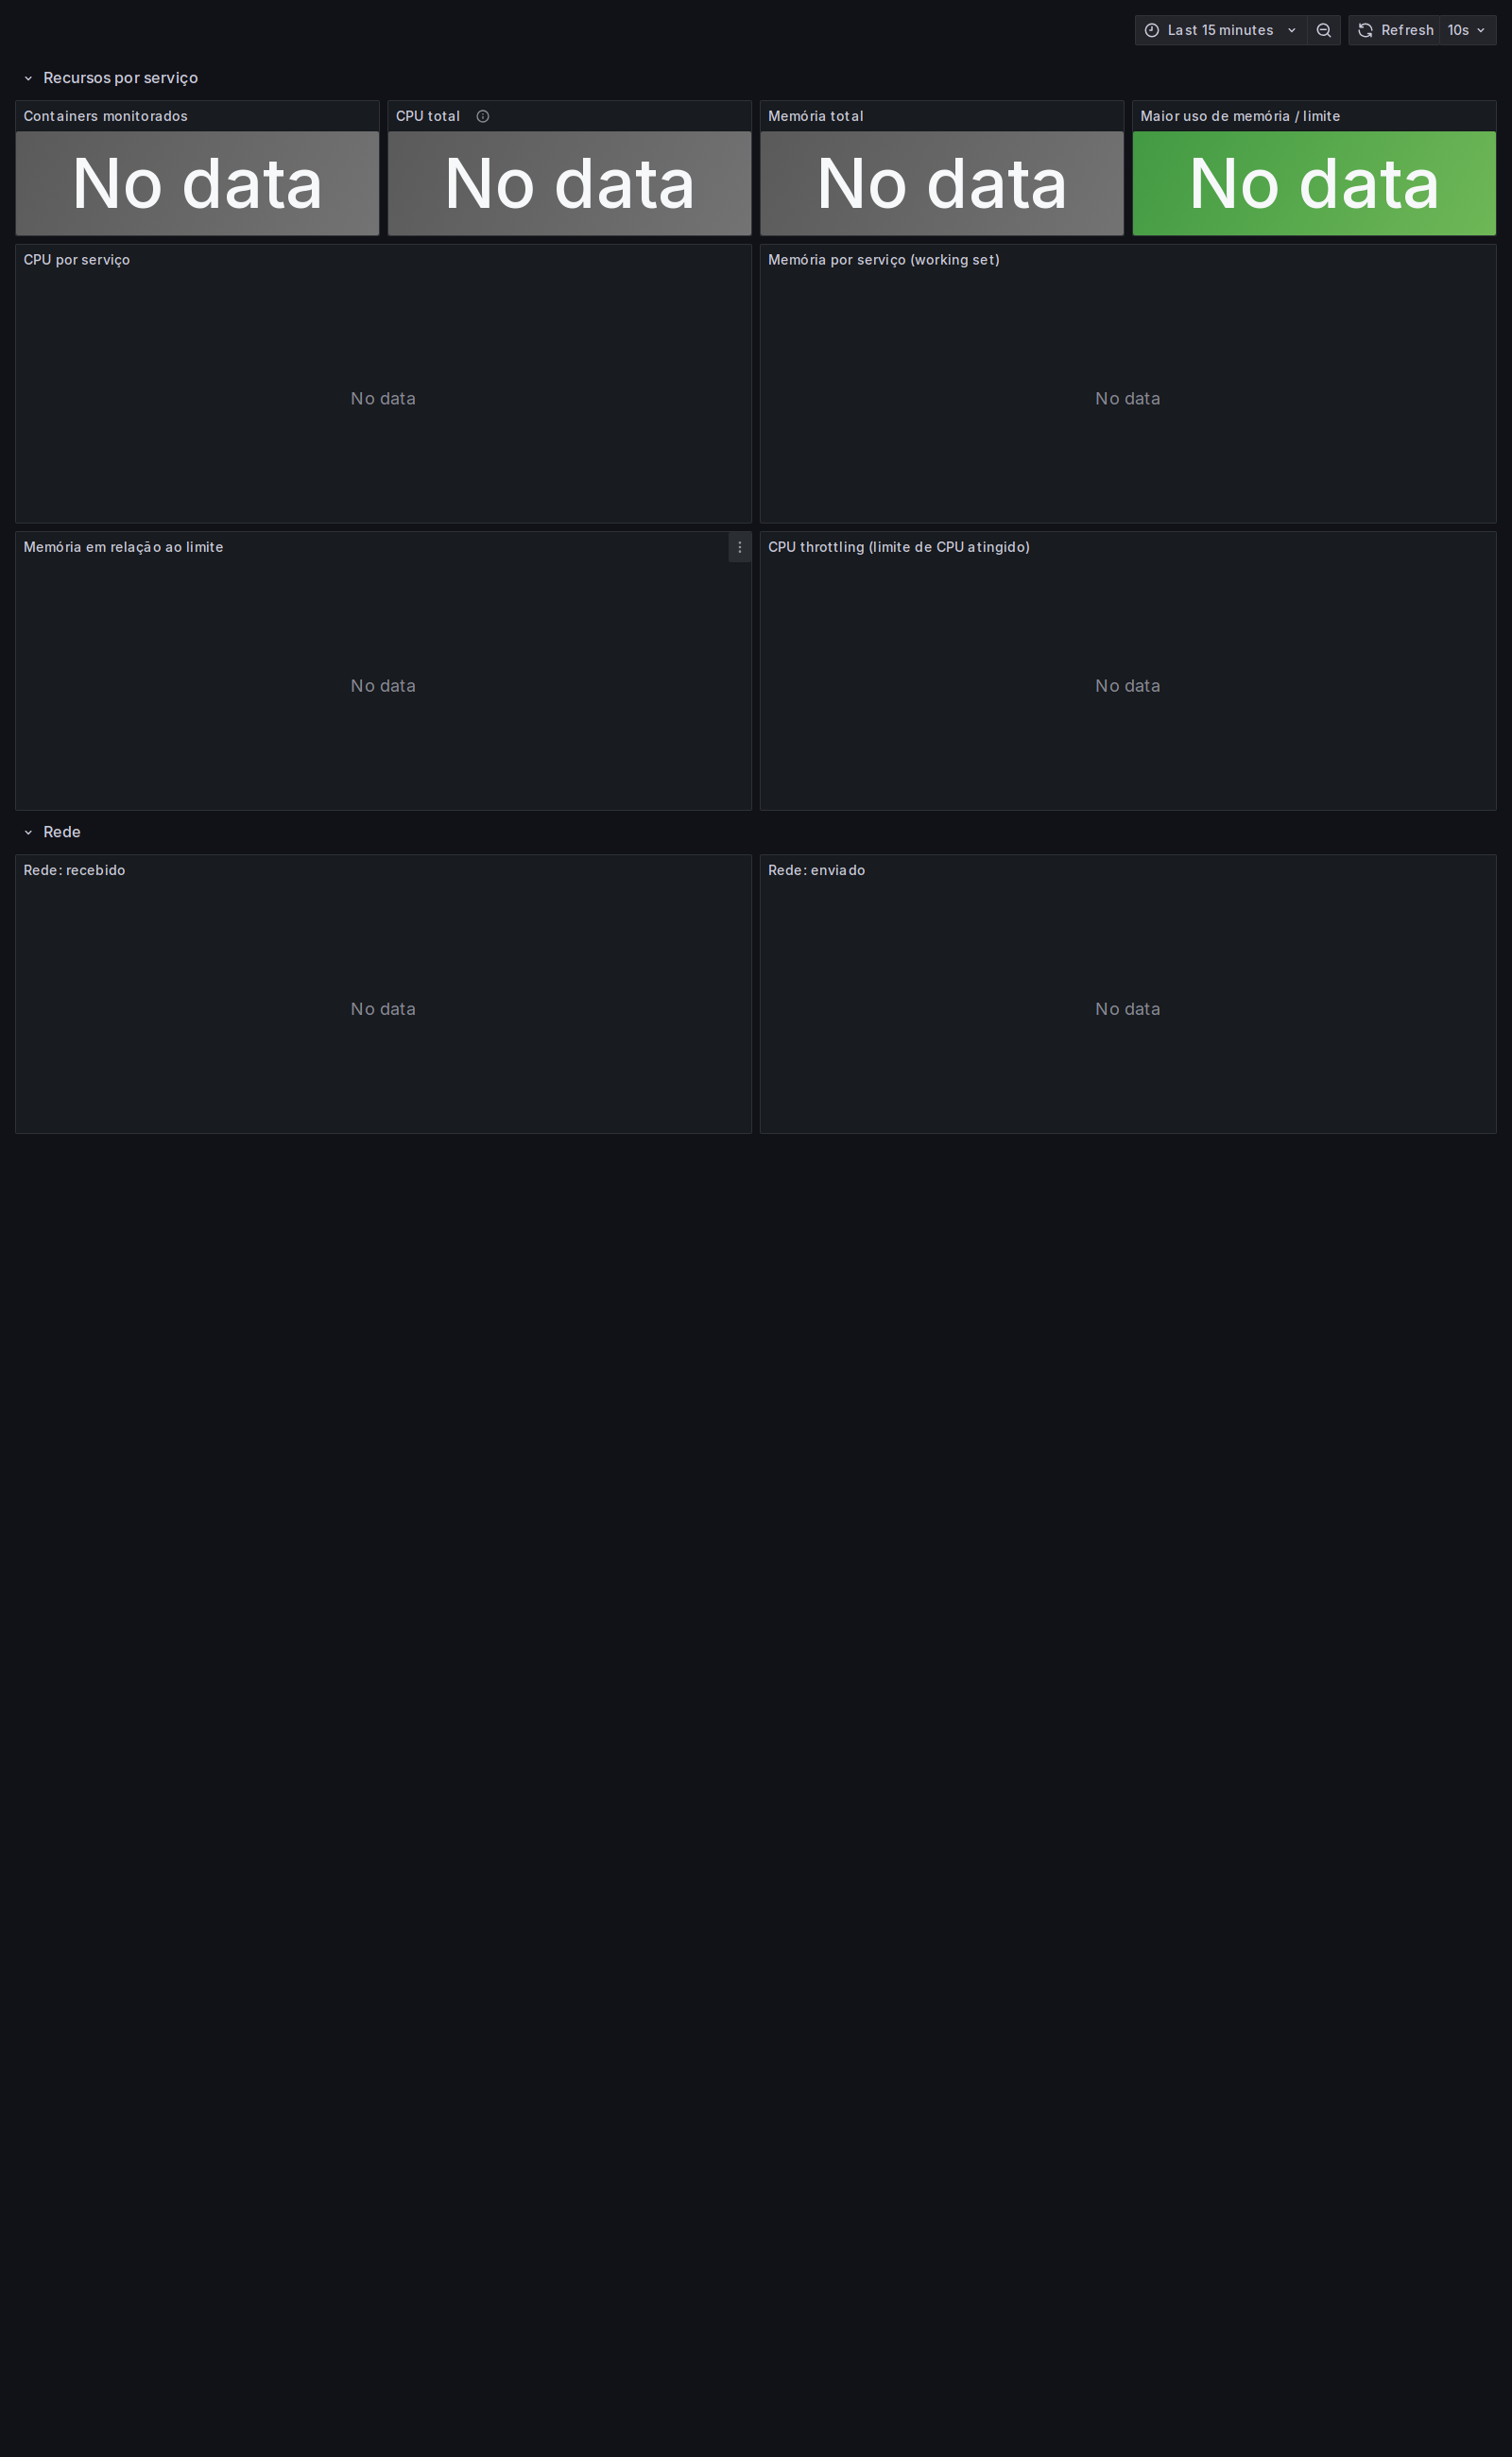 Last 15 minutes
Refresh 10s
Recursos por serviço
Containers monitorados
CPU total
Memória total
Maior uso de memória / limite
No data
No data
No data
No data
CPU por serviço
Memória por serviço (working set)
No data
No data
Memória em relação ao limite
CPU throttling (limite de CPU atingido)
No data
No data
Rede
Rede: recebido
Rede: enviado
No data
No data